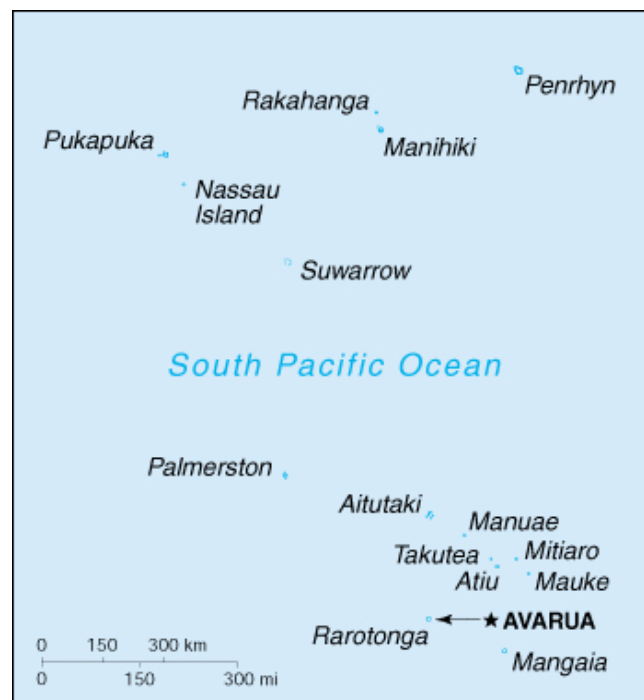 Penrhyn
Rakahanga
Manihiki
Pukapuka
Nassau
Island
Suwarrow
South Pacific Ocean
Palmerston
Aitutaki
Manuae
Takutea
Mitiaro
Atiu
Mauke
Rarotonga
AVARUA
Mangaia
0 150 300 km
0 150 300 mi